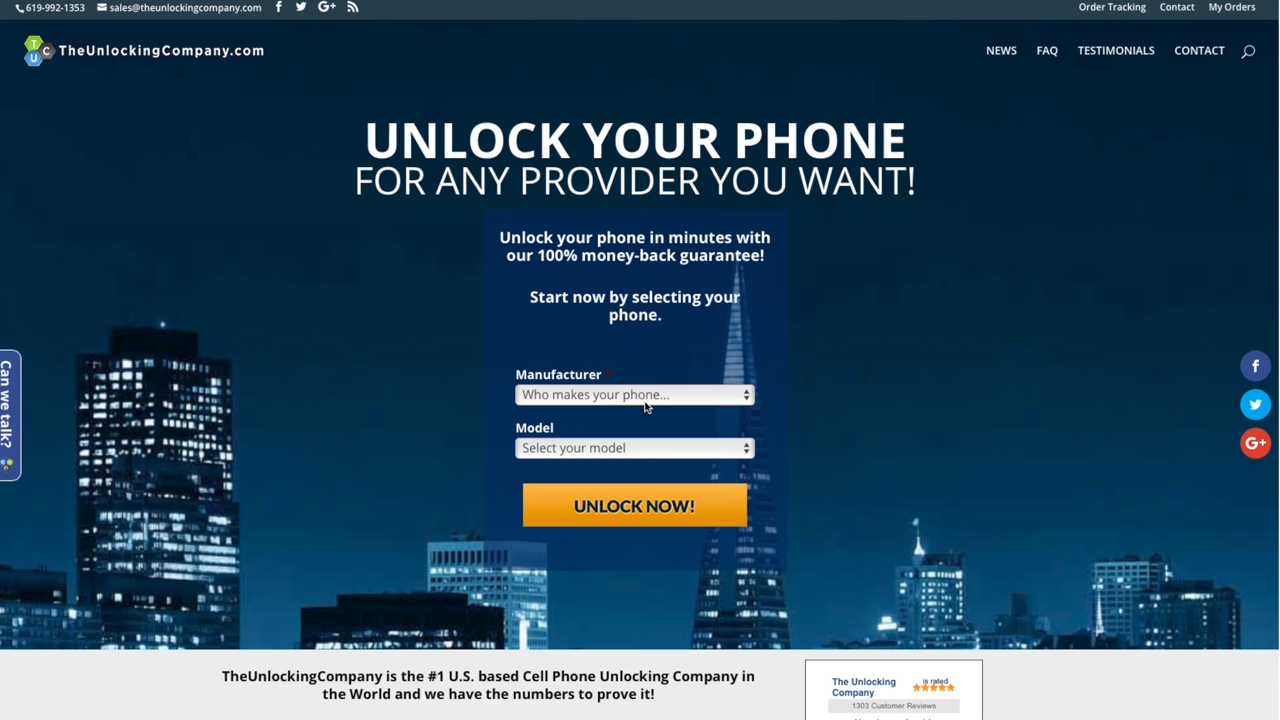 619-992-1353 sales@theunlockingcompany.com G+ Order Tracking Contact My Orders
T U C TheUnlockingCompany.com NEWS FAQ TESTIMONIALS CONTACT
UNLOCK YOUR PHONE
FOR ANY PROVIDER YOU WANT!
Unlock your phone in minutes with
our 100% money-back guarantee!
Start now by selecting your
phone.
Manufacturer *
Who makes your phone...
Model
Select your model
UNLOCK NOW!
Can we talk?
G+
TheUnlockingCompany is the #1 U.S. based Cell Phone Unlocking Company in
the World and we have the numbers to prove it!
The Unlocking
Company
is rated
1303 Customer Reviews